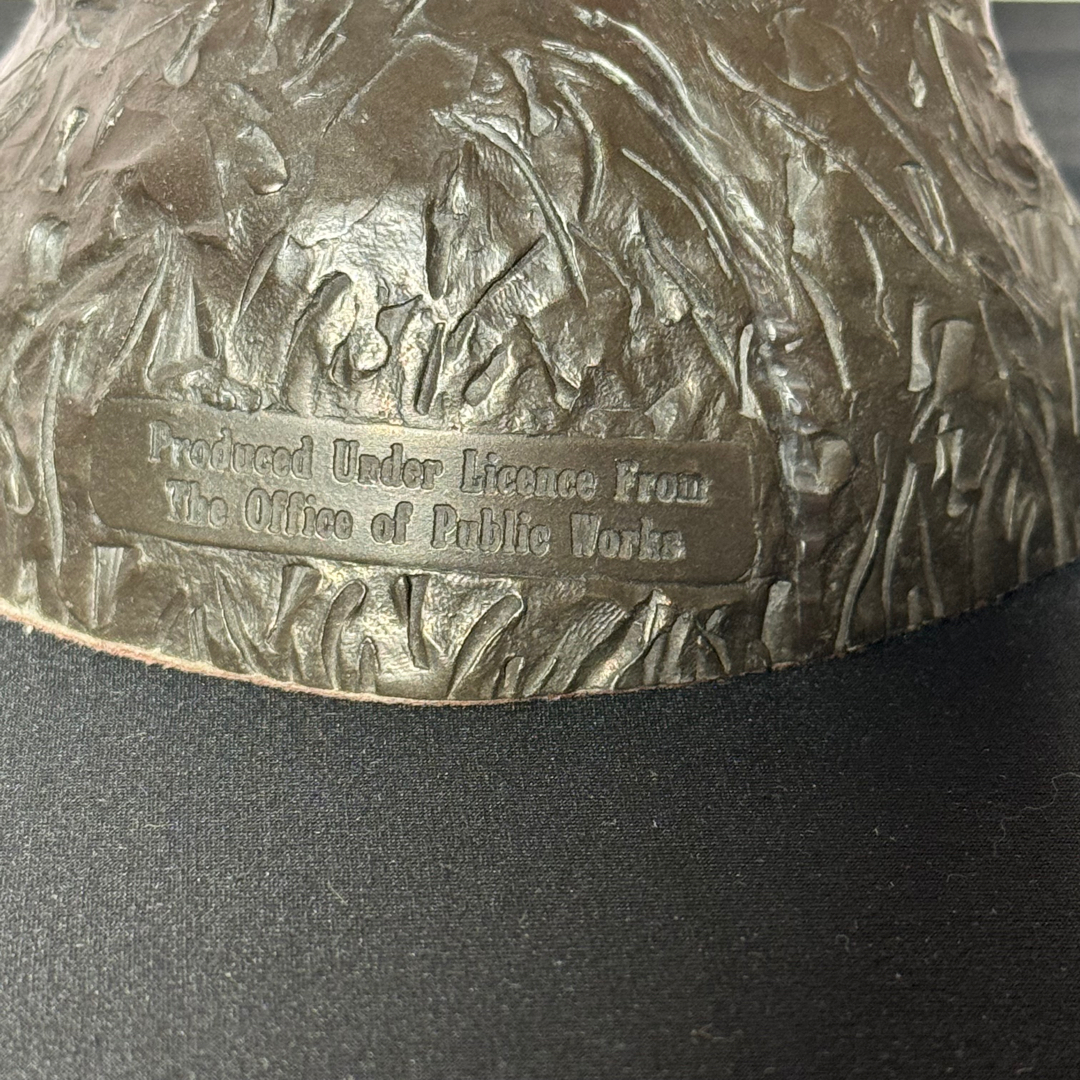 Produced Under Licence From
The Office of Public Works